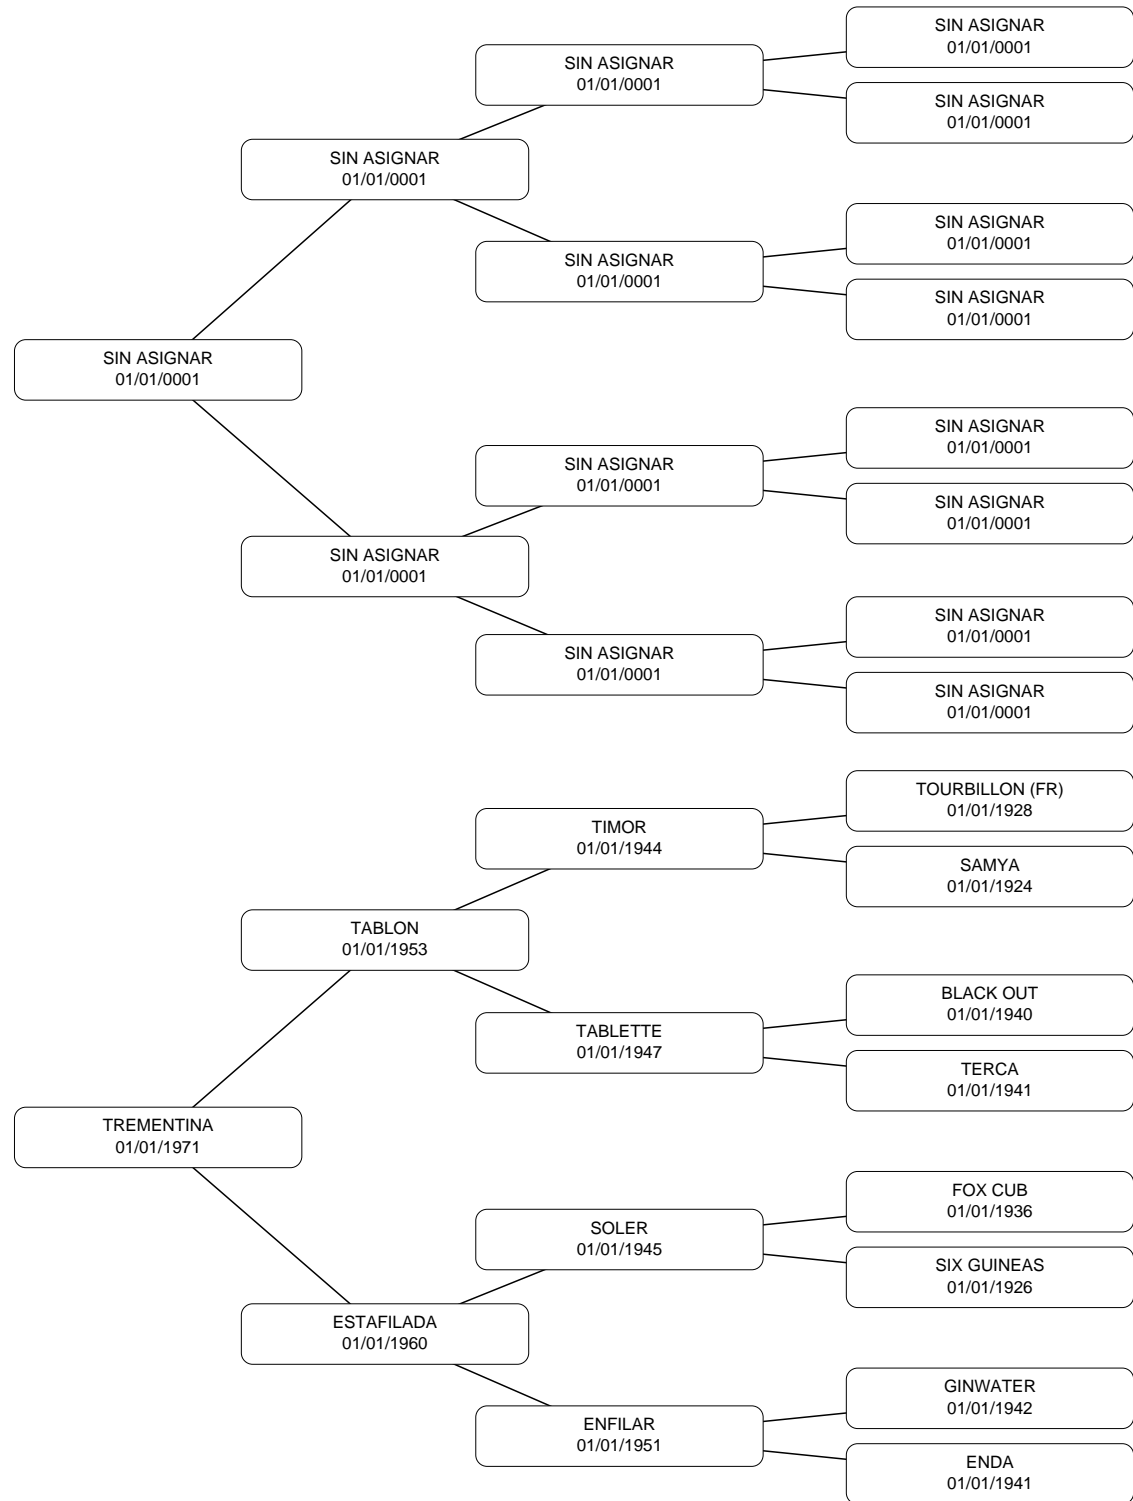 SIN ASIGNAR
01/01/0001
SIN ASIGNAR
01/01/0001
SIN ASIGNAR
01/01/0001
SIN ASIGNAR
01/01/0001
SIN ASIGNAR
01/01/0001
SIN ASIGNAR
01/01/0001
SIN ASIGNAR
01/01/0001
SIN ASIGNAR
01/01/0001
SIN ASIGNAR
01/01/0001
SIN ASIGNAR
01/01/0001
SIN ASIGNAR
01/01/0001
SIN ASIGNAR
01/01/0001
SIN ASIGNAR
01/01/0001
SIN ASIGNAR
01/01/0001
SIN ASIGNAR
01/01/0001
TOURBILLON (FR)
01/01/1928
TIMOR
01/01/1944
SAMYA
01/01/1924
TABLON
01/01/1953
BLACK OUT
01/01/1940
TABLETTE
01/01/1947
TERCA
01/01/1941
TREMENTINA
01/01/1971
FOX CUB
01/01/1936
SOLER
01/01/1945
SIX GUINEAS
01/01/1926
ESTAFILADA
01/01/1960
GINWATER
01/01/1942
ENFILAR
01/01/1951
ENDA
01/01/1941